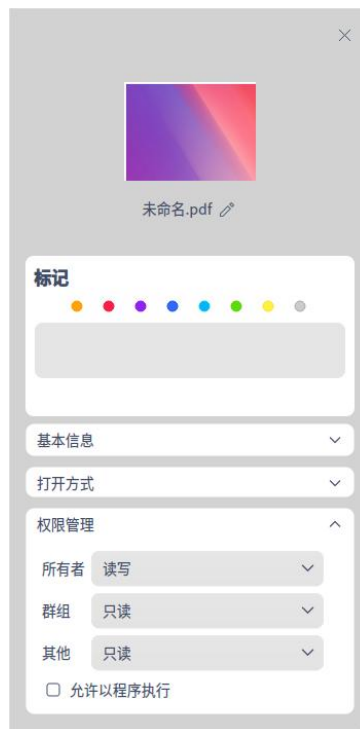 未命名.pdf
标记
基本信息
打开方式
权限管理
所有者 读写
群组 只读
其他 只读
允许以程序执行